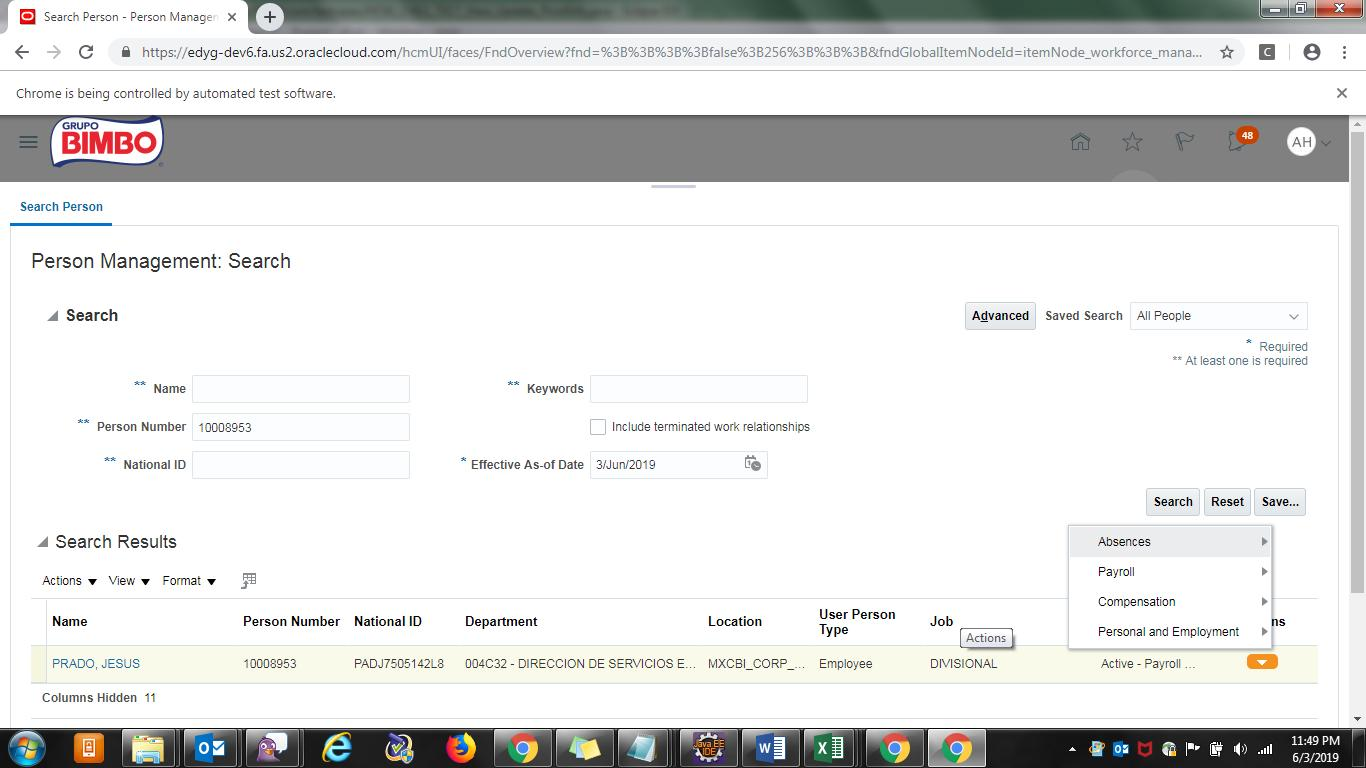 Search Person - Person Managen
https://edyg-dev6.fa.us2.oraclecloud.com/hcmUI/faces/FndOverview?fnd=%3B%3B%3B%3Bfalse%3B256%3B%3B%3B&fndGlobalItemNodeId=itemNode_workforce_mana...
C
Chrome is being controlled by automated test software.
GRUPO
BIMBO
48
AH
Search Person
Person Management: Search
Search
Advanced
Saved Search
All People
* Required
** At least one is required
** Name
** Keywords
** Person Number
10008953
Include terminated work relationships
** National ID
* Effective As-of Date
3/Jun/2019
Search
Reset
Save...
Search Results
Absences
Payroll
Compensation
Personal and Employment
Actions
View
Format
Name
Person Number
National ID
Department
Location
User Person
Type
Job
Actions
ns
PRADO, JESUS
10008953
PADJ7505142L8
004C32 - DIRECCION DE SERVICIOS E...
MXCBI_CORP_...
Employee
DIVISIONAL
Active - Payroll ...
Columns Hidden 11
Java EE
IDE
11:49 PM
6/3/2019